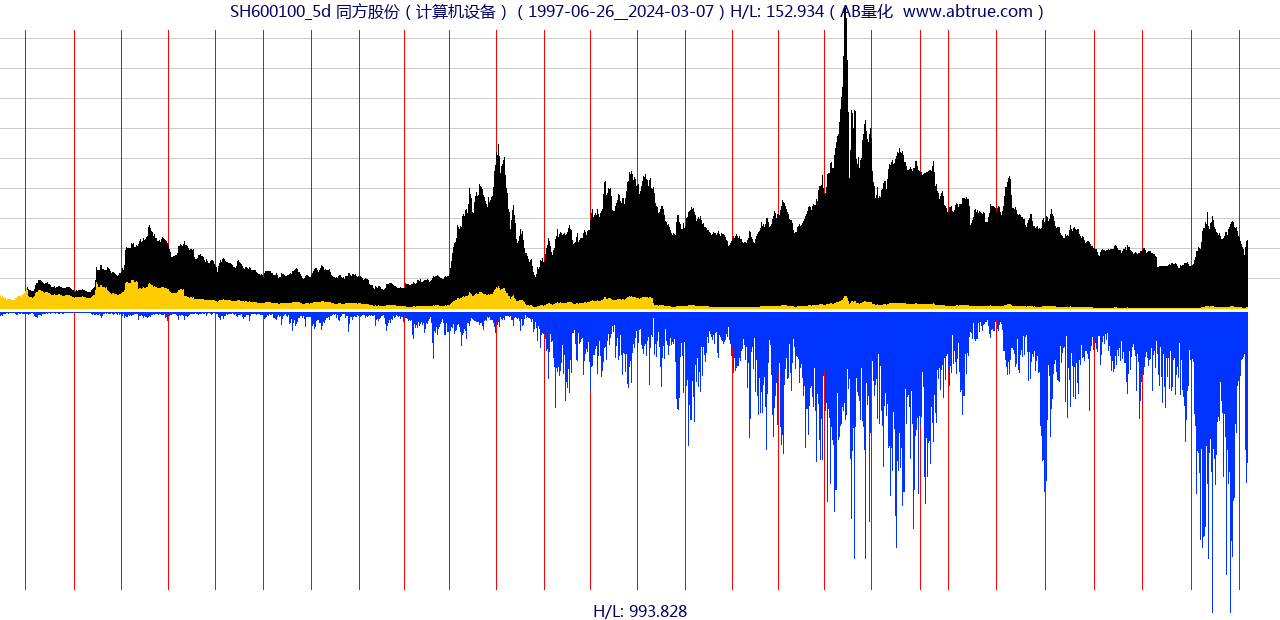 SH600100_5d 同方股份 ( 计算机设备 ) ( 1997-06-26__2024-03-07 ) H/L: 152.934 ( AB量化  www.abtrue.com )
H/L: 993.828